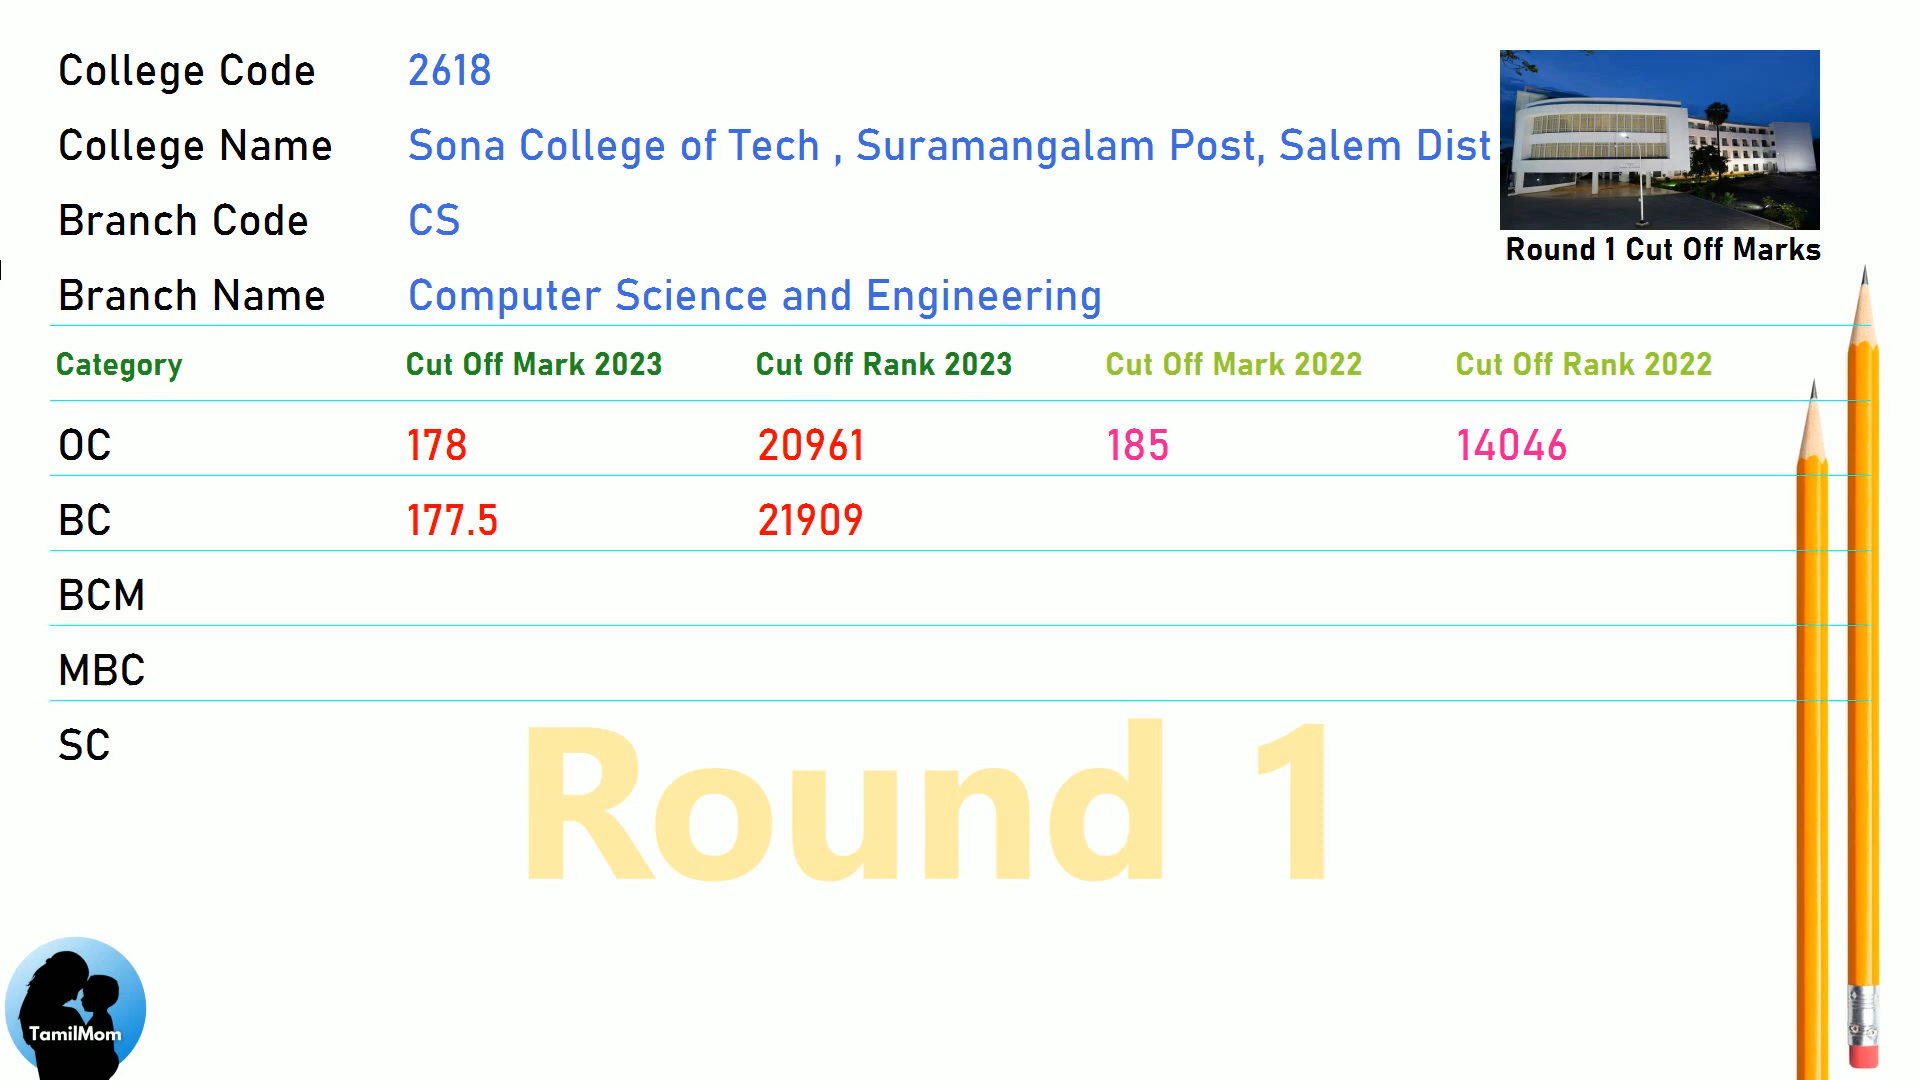 College Code 2618
College Name Sona College of Tech , Suramangalam Post, Salem Dist
Branch Code CS
Round 1 Cut Off Marks
Branch Name Computer Science and Engineering
Category Cut Off Mark 2023 Cut Off Rank 2023 Cut Off Mark 2022 Cut Off Rank 2022
OC 178 20961 185 14046
BC 177.5 21909
BCM
MBC
SC
Round 1
TamilMom